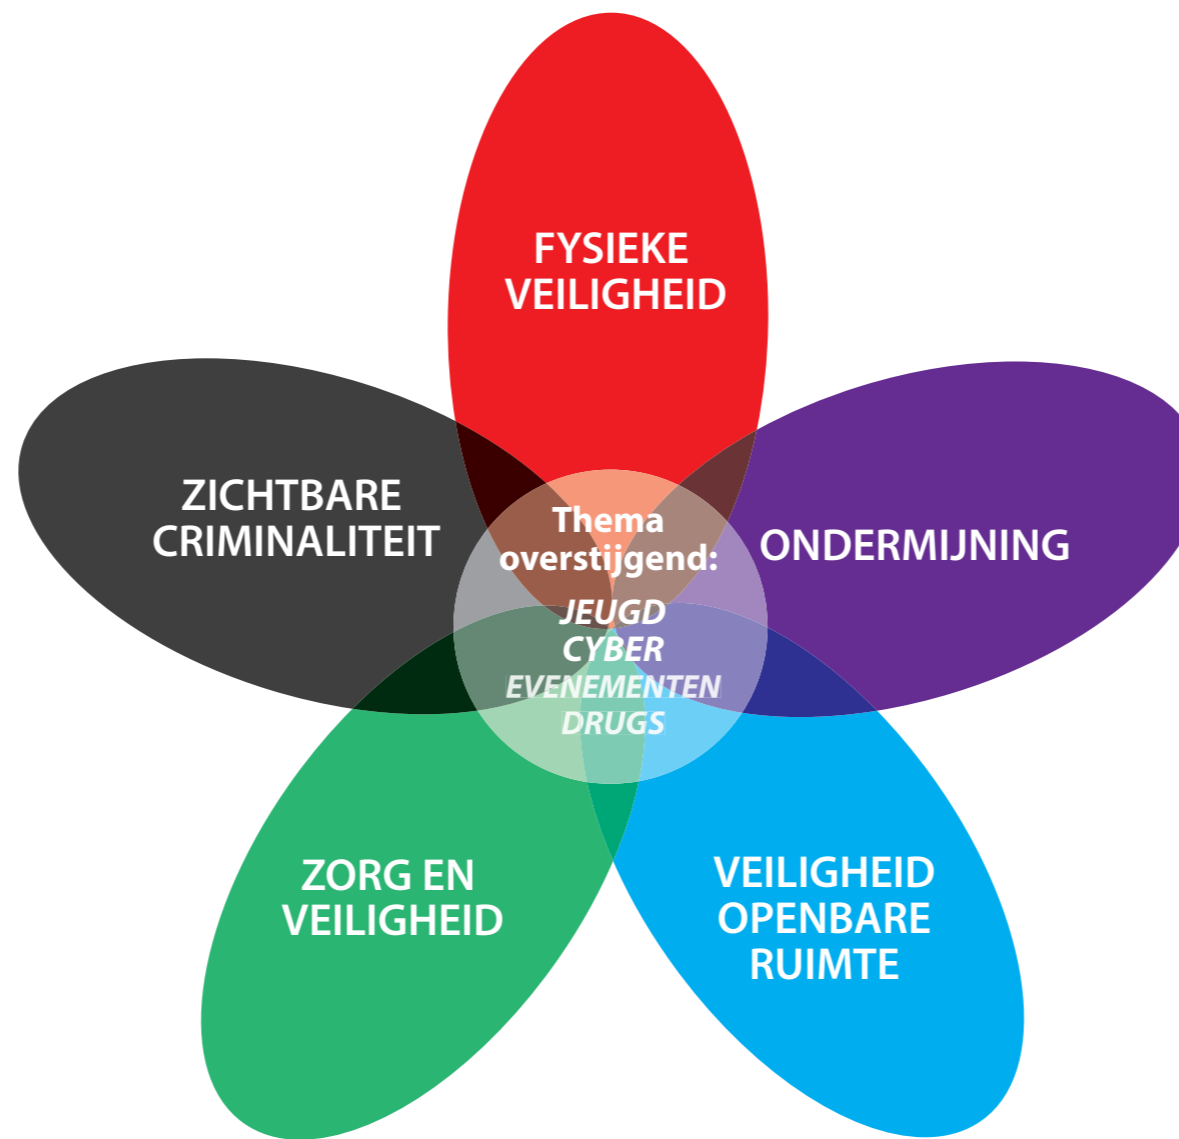 FYSIEKE
VEILIGHEID
ZICHTBARE
CRIMINALITEIT
Thema
overstijgend:
JEUGD
CYBER
EVENEMENTEN
DRUGS
ONDERMIJNING
ZORG EN
VEILIGHEID
VEILIGHEID
OPENBARE
RUIMTE